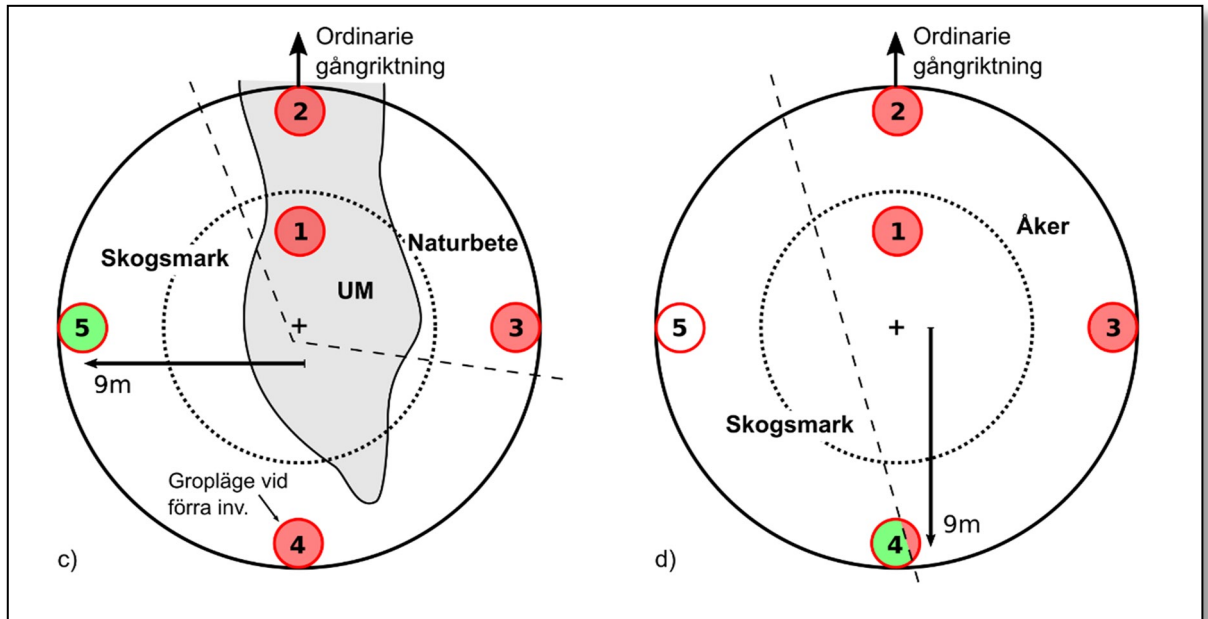 Ordinarie
gångriktning
2
1
Skogsmark
Naturbete
UM
5
+
3
9m
Gropläge vid
förra inv.
4
c)
Ordinarie
gångriktning
2
1
Åker
5
+
3
Skogsmark
9m
4
d)